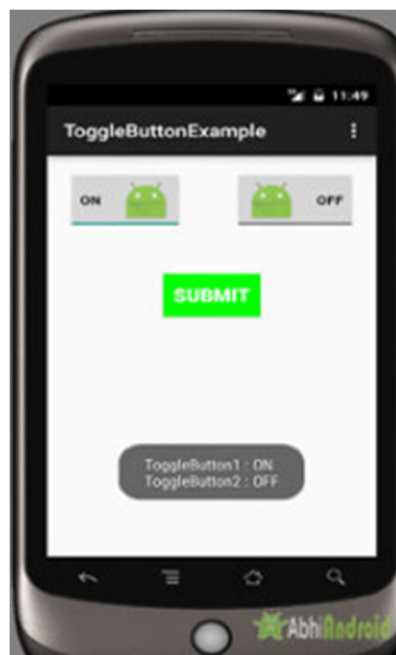 11:49
ToggleButtonExample
ON
OFF
SUBMIT
ToggleButton1 : ON
ToggleButton2 : OFF
AbhiAndroid